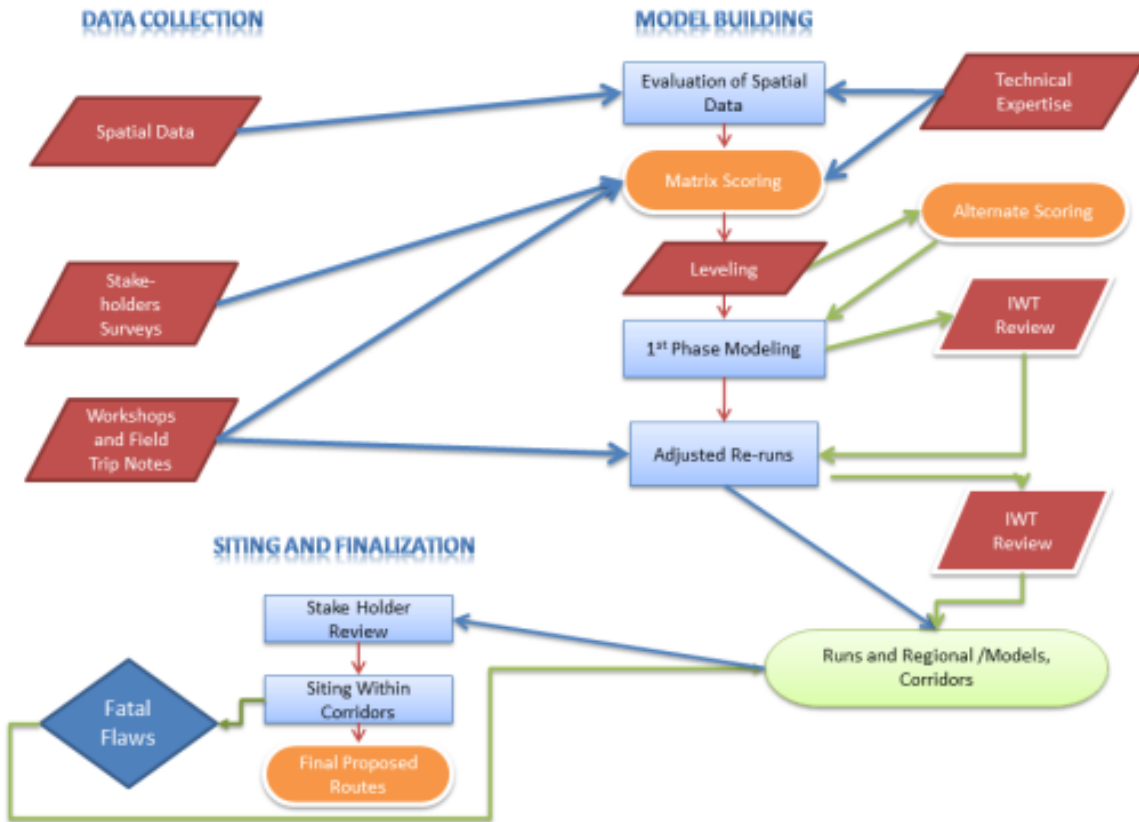 DATA COLLECTION
MODEL BUILDING
Spatial Data
Evaluation of Spatial
Data
Technical
Expertise
Matrix Scoring
Alternate Scoring
Stake-
holders
Surveys
Leveling
IWT
Review
1st Phase Modeling
Workshops
and Field
Trip Notes
Adjusted Re-runs
IWT
Review
SITING AND FINALIZATION
Stake Holder
Review
Runs and Regional /Models,
Corridors
Siting Within
Corridors
Fatal
Flaws
Final Proposed
Routes